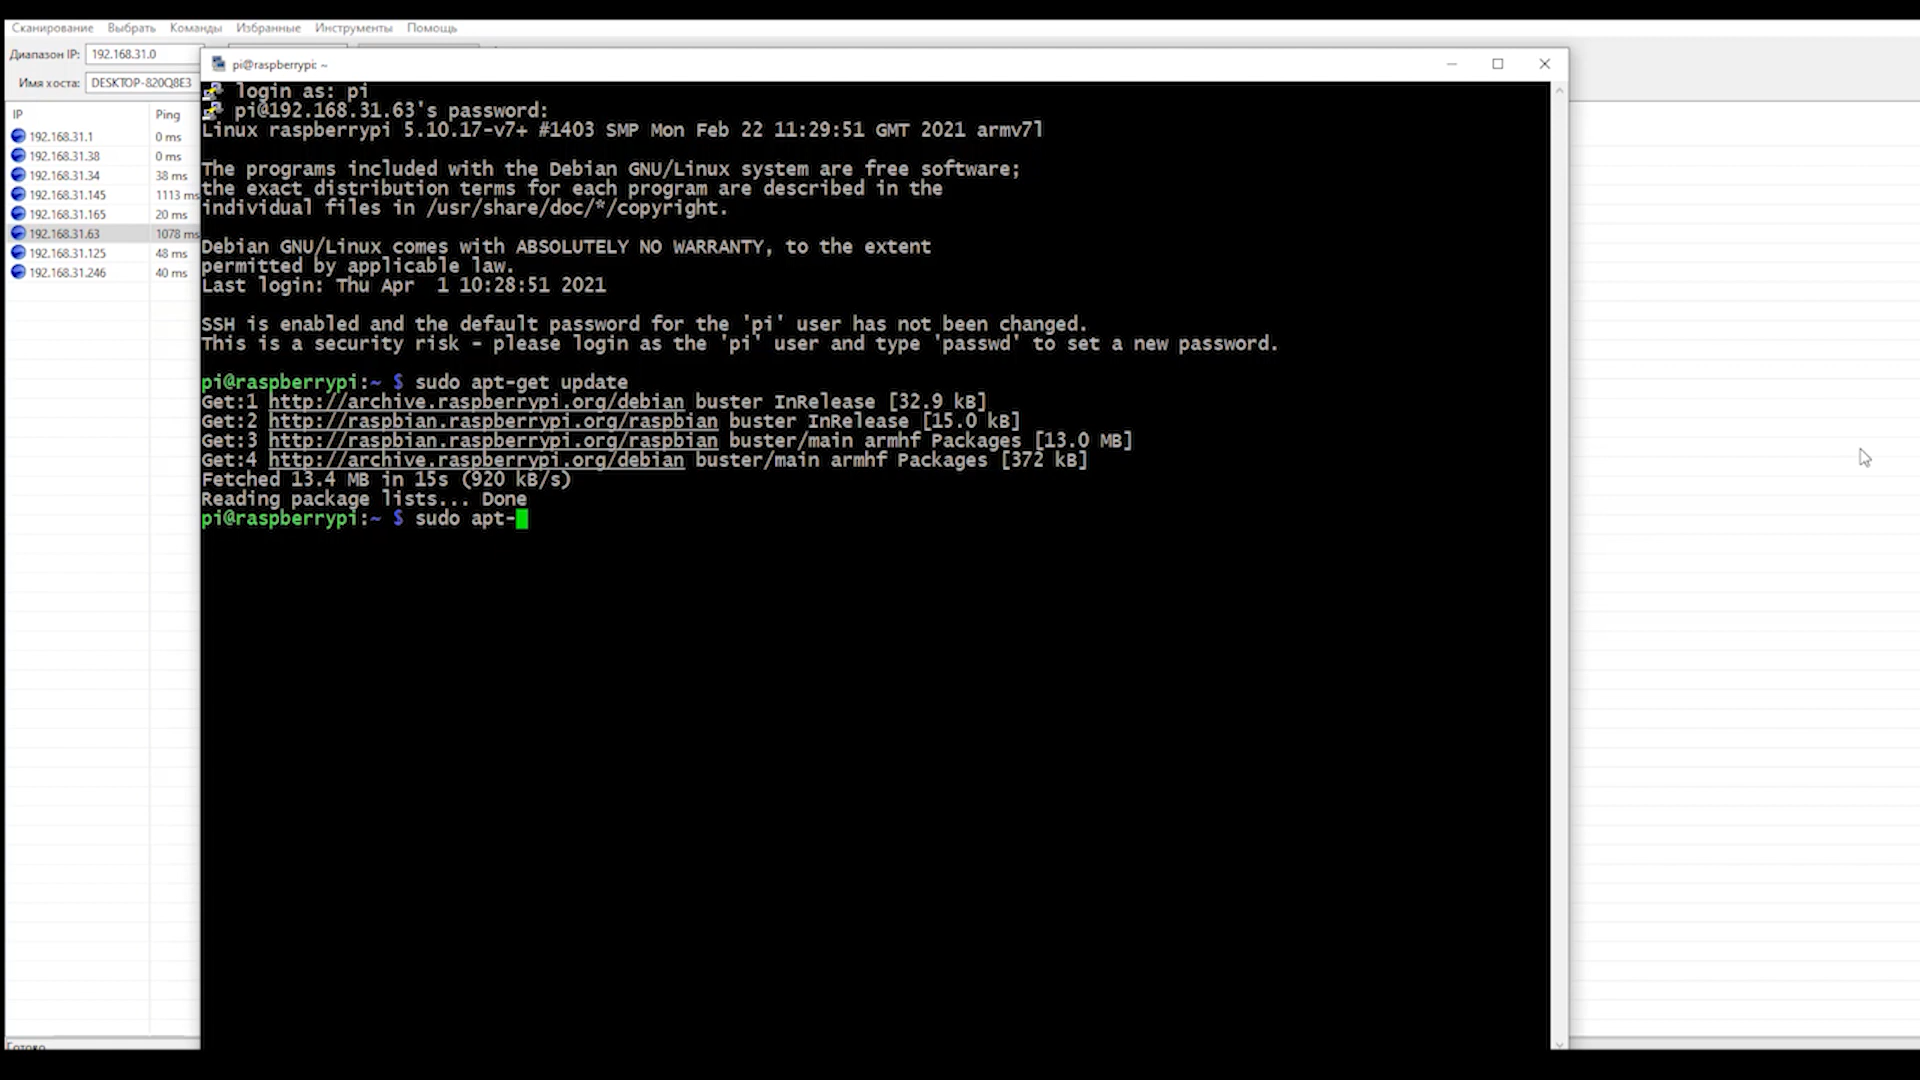 Сканирование Выбрать Команды Избранные Инструменты Помощь
Диапазон IP: 192.168.31.0
Имя хоста: DESKTOP-820Q8E3
IP Ping
192.168.31.1 0 ms
192.168.31.38 0 ms
192.168.31.34 38 ms
192.168.31.145 1113 ms
192.168.31.165 20 ms
192.168.31.63 1078 ms
192.168.31.125 48 ms
192.168.31.246 40 ms
Готово
pi@raspberrypi: ~
login as: pi
pi@192.168.31.63's password:
Linux raspberrypi 5.10.17-v7+ #1403 SMP Mon Feb 22 11:29:51 GMT 2021 armv7l
The programs included with the Debian GNU/Linux system are free software;
the exact distribution terms for each program are described in the
individual files in /usr/share/doc/*/copyright.
Debian GNU/Linux comes with ABSOLUTELY NO WARRANTY, to the extent
permitted by applicable law.
Last login: Thu Apr  1 10:28:51 2021
SSH is enabled and the default password for the 'pi' user has not been changed.
This is a security risk - please login as the 'pi' user and type 'passwd' to set a new password.
pi@raspberrypi:~ $ sudo apt-get update
Get:1 http://archive.raspberrypi.org/debian buster InRelease [32.9 kB]
Get:2 http://raspbian.raspberrypi.org/raspbian buster InRelease [15.0 kB]
Get:3 http://raspbian.raspberrypi.org/raspbian buster/main armhf Packages [13.0 MB]
Get:4 http://archive.raspberrypi.org/debian buster/main armhf Packages [372 kB]
Fetched 13.4 MB in 15s (920 kB/s)
Reading package lists... Done
pi@raspberrypi:~ $ sudo apt-